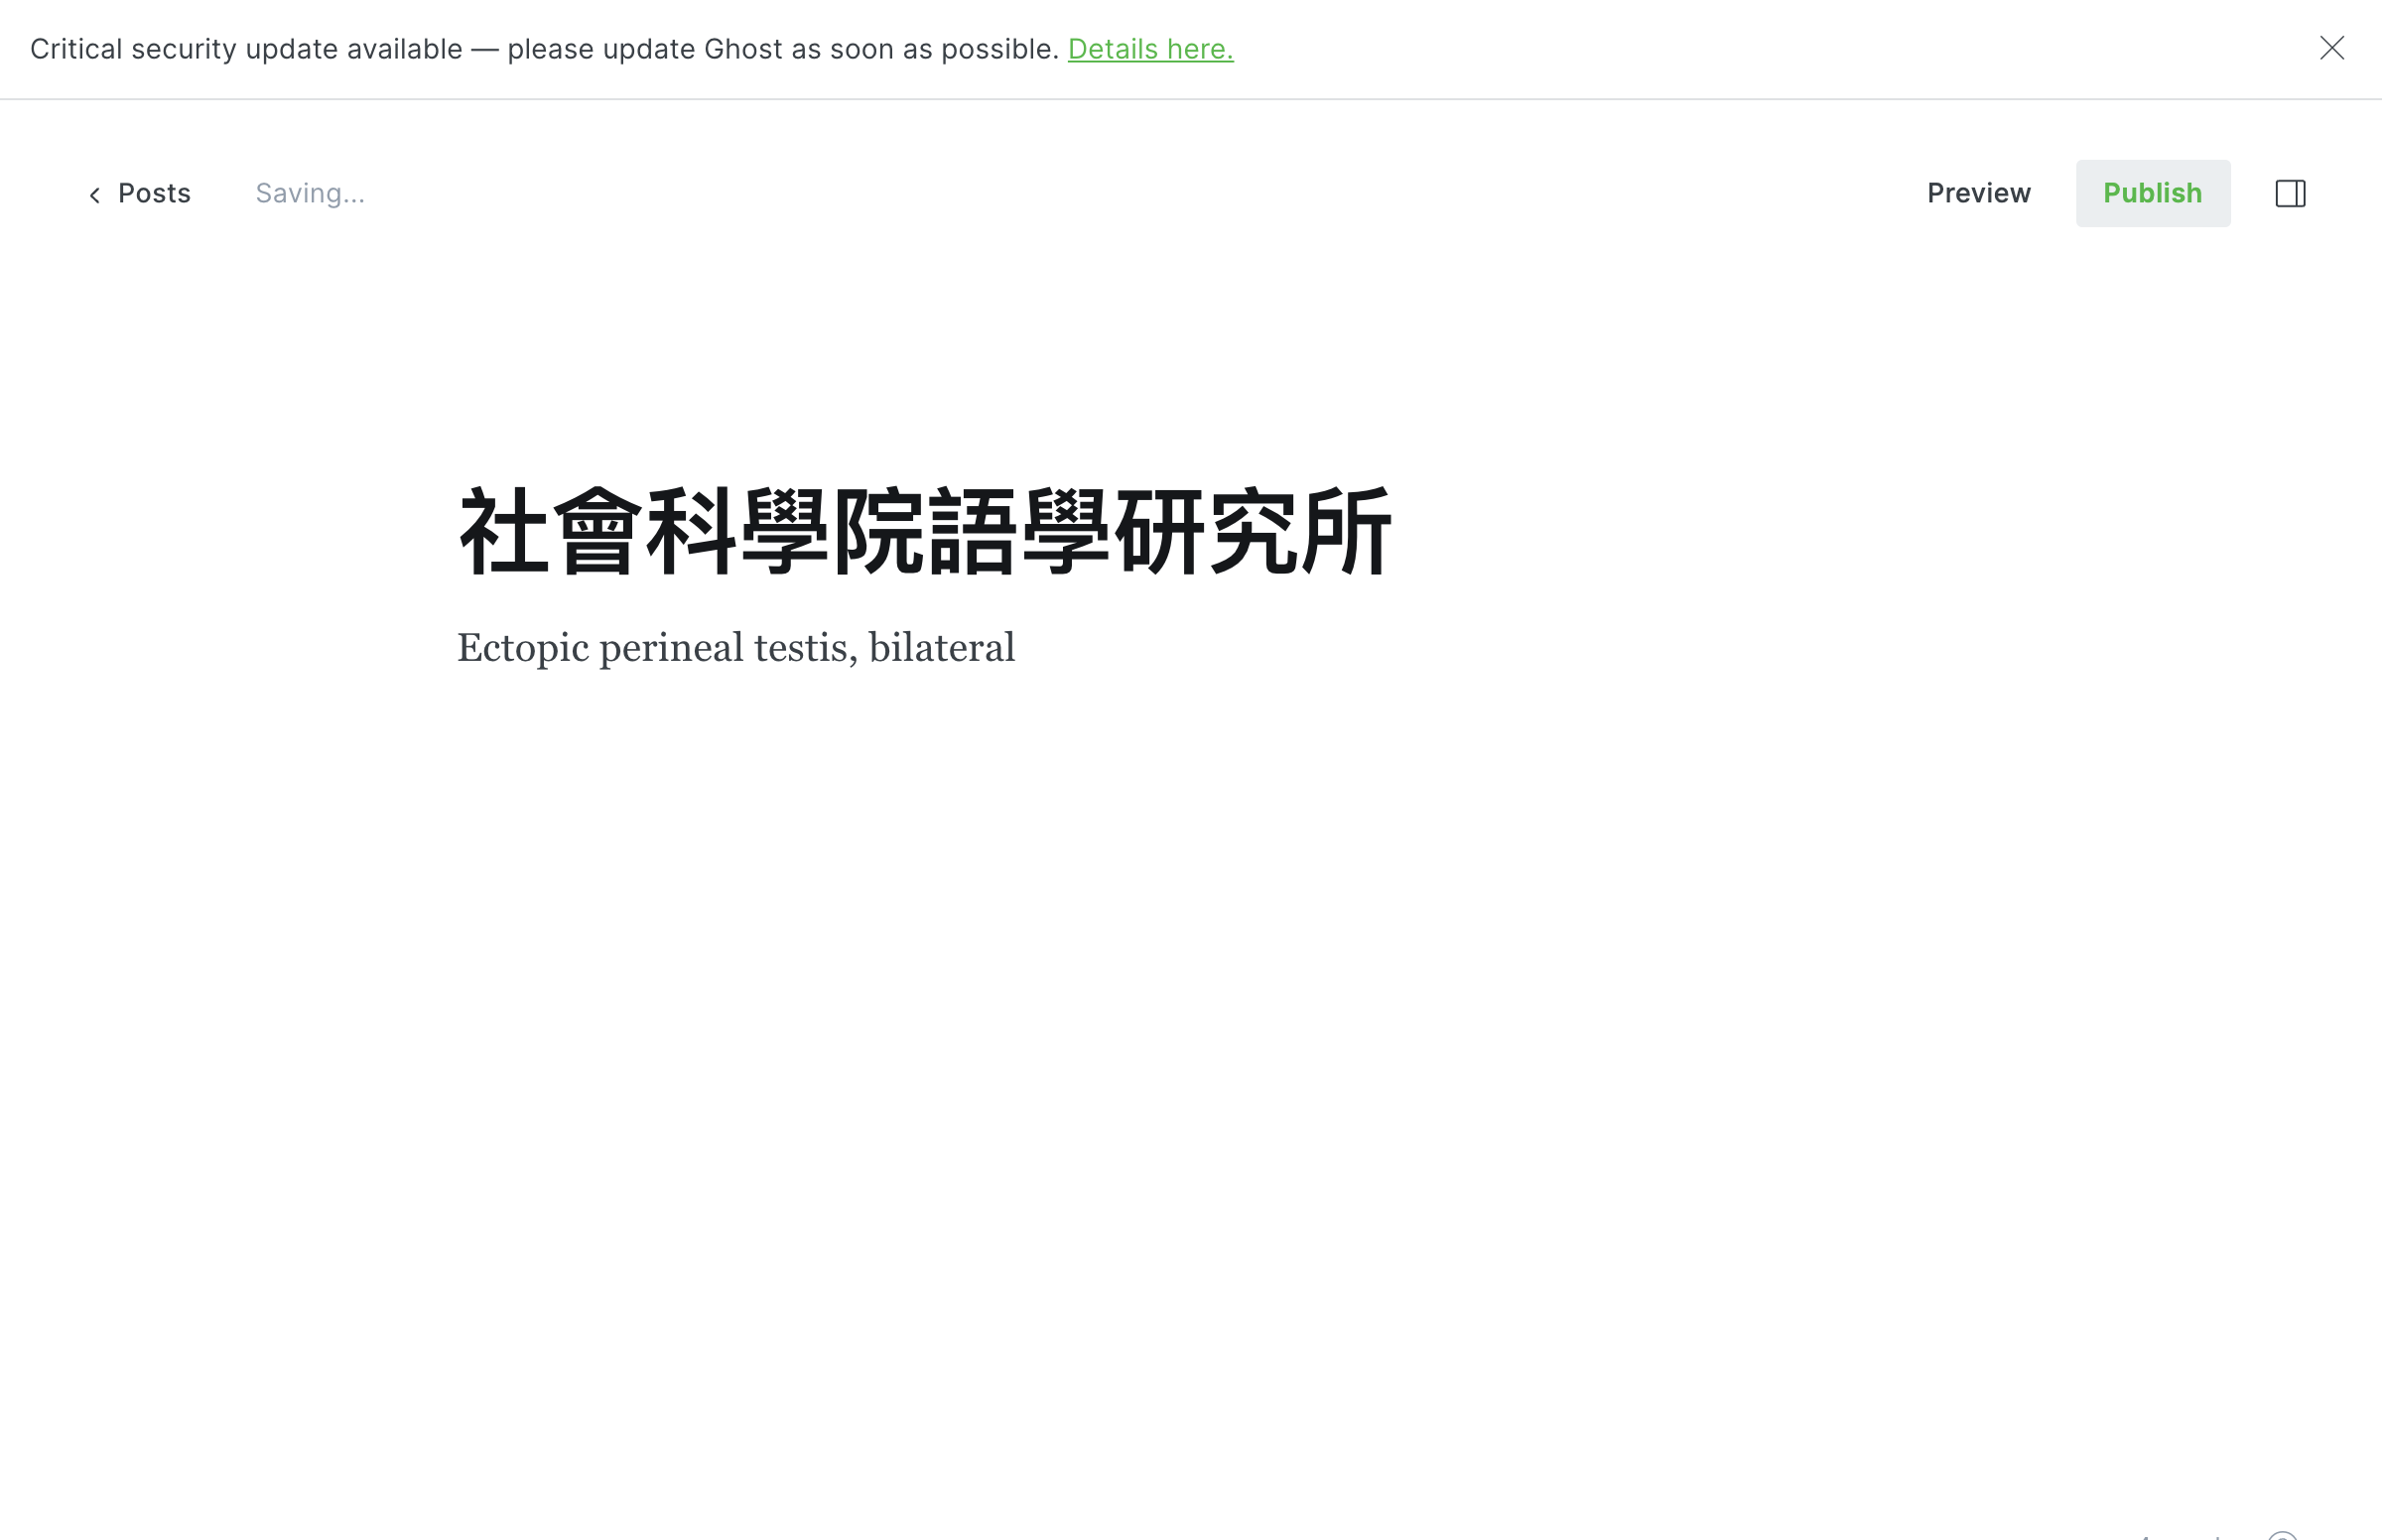 Critical security update available — please update Ghost as soon as possible. Details here.
Posts
Saving...
Preview
Publish
社會科學院語學研究所
Ectopic perineal testis, bilateral